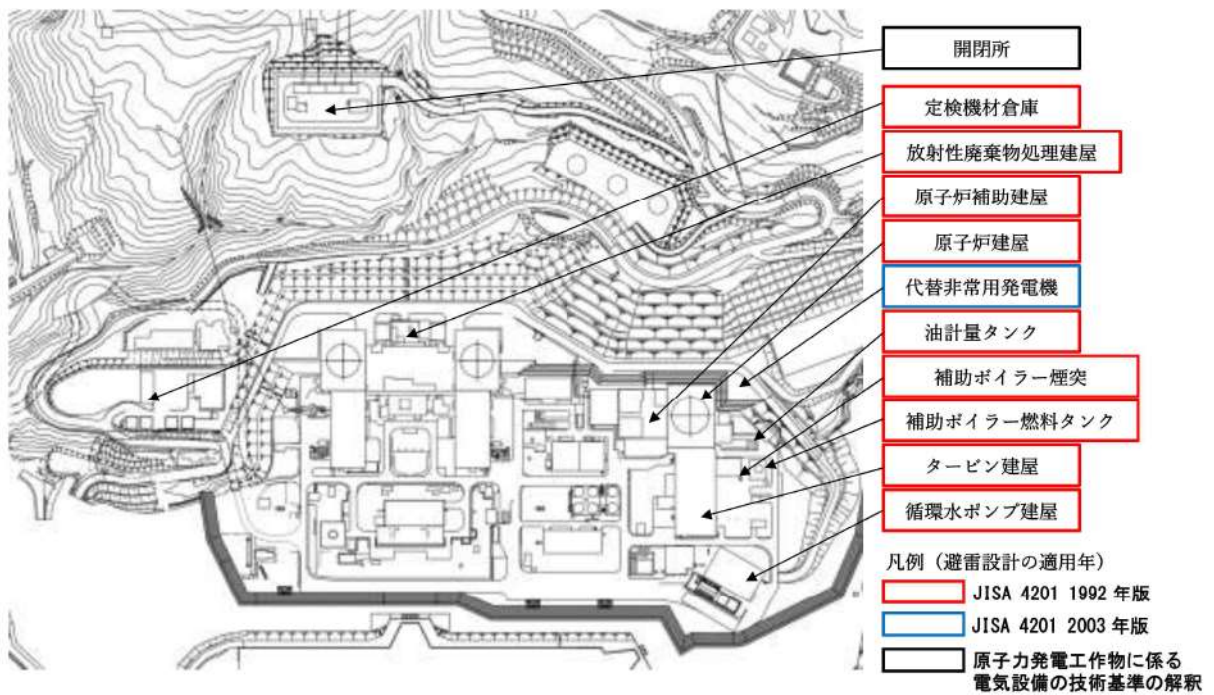 開閉所
定検機材倉庫
放射性廃棄物処理建屋
原子炉補助建屋
原子炉建屋
代替非常用発電機
油計量タンク
補助ボイラー煙突
補助ボイラー燃料タンク
タービン建屋
循環水ポンプ建屋
凡例（避雷設計の適用年）
JISA 4201 1992 年版
JISA 4201 2003 年版
原子力発電工作物に係る
電気設備の技術基準の解釈